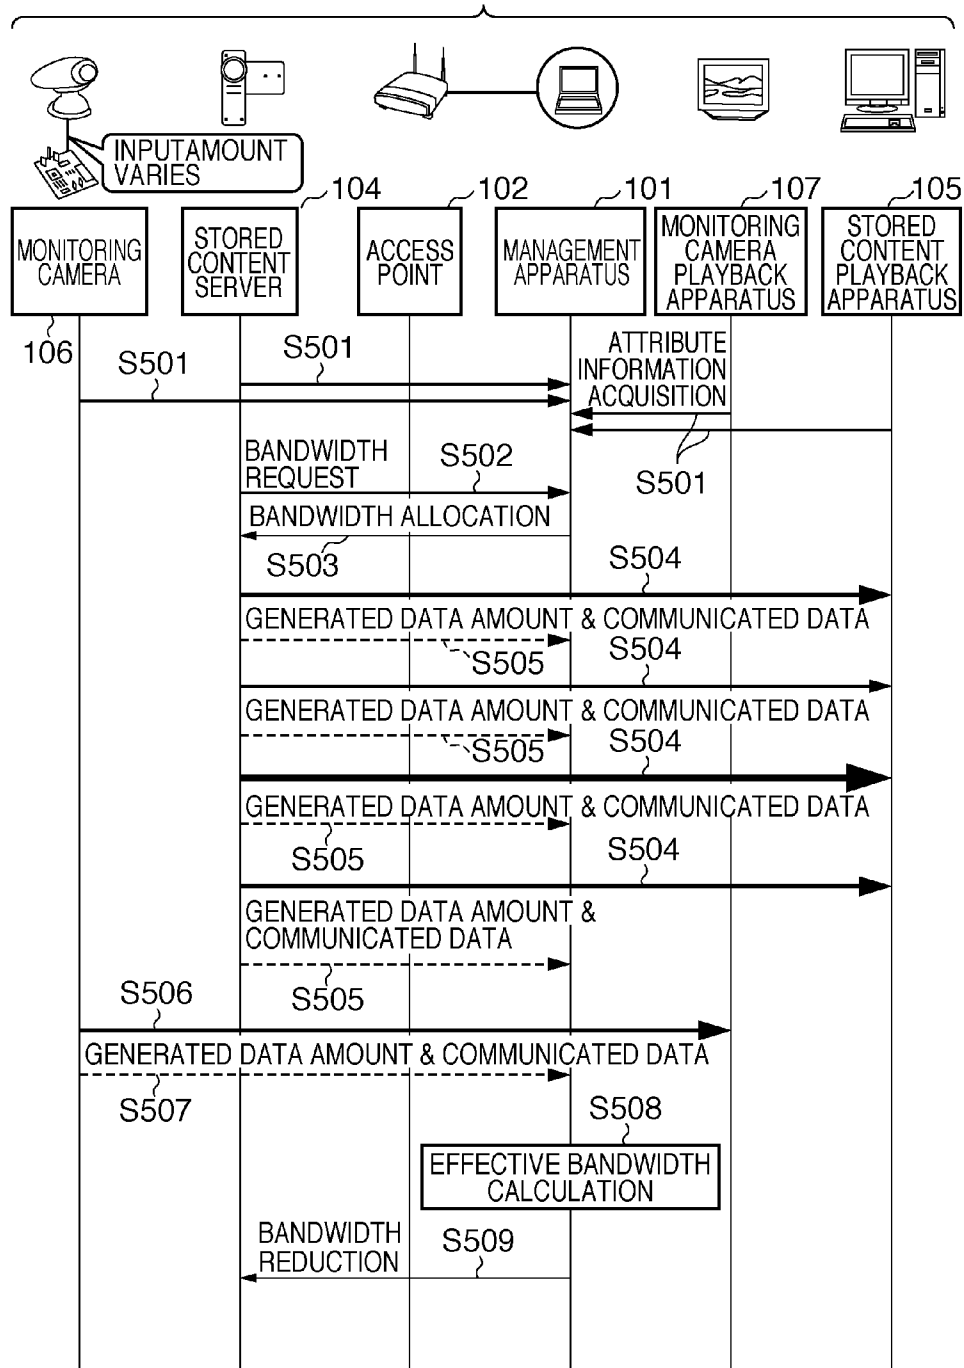 INPUTAMOUNT
VARIES
104
102
101
107
105
MONITORING
CAMERA
STORED
CONTENT
SERVER
ACCESS
POINT
MANAGEMENT
APPARATUS
MONITORING
CAMERA
PLAYBACK
APPARATUS
STORED
CONTENT
PLAYBACK
APPARATUS
106
S501
S501
ATTRIBUTE
INFORMATION
ACQUISITION
S501
BANDWIDTH
REQUEST
S502
BANDWIDTH ALLOCATION
S503
S504
GENERATED DATA AMOUNT & COMMUNICATED DATA
S505
S504
GENERATED DATA AMOUNT & COMMUNICATED DATA
S505
S504
GENERATED DATA AMOUNT & COMMUNICATED DATA
S505
S504
GENERATED DATA AMOUNT &
COMMUNICATED DATA
S505
S506
GENERATED DATA AMOUNT & COMMUNICATED DATA
S507
S508
EFFECTIVE BANDWIDTH
CALCULATION
BANDWIDTH
REDUCTION
S509